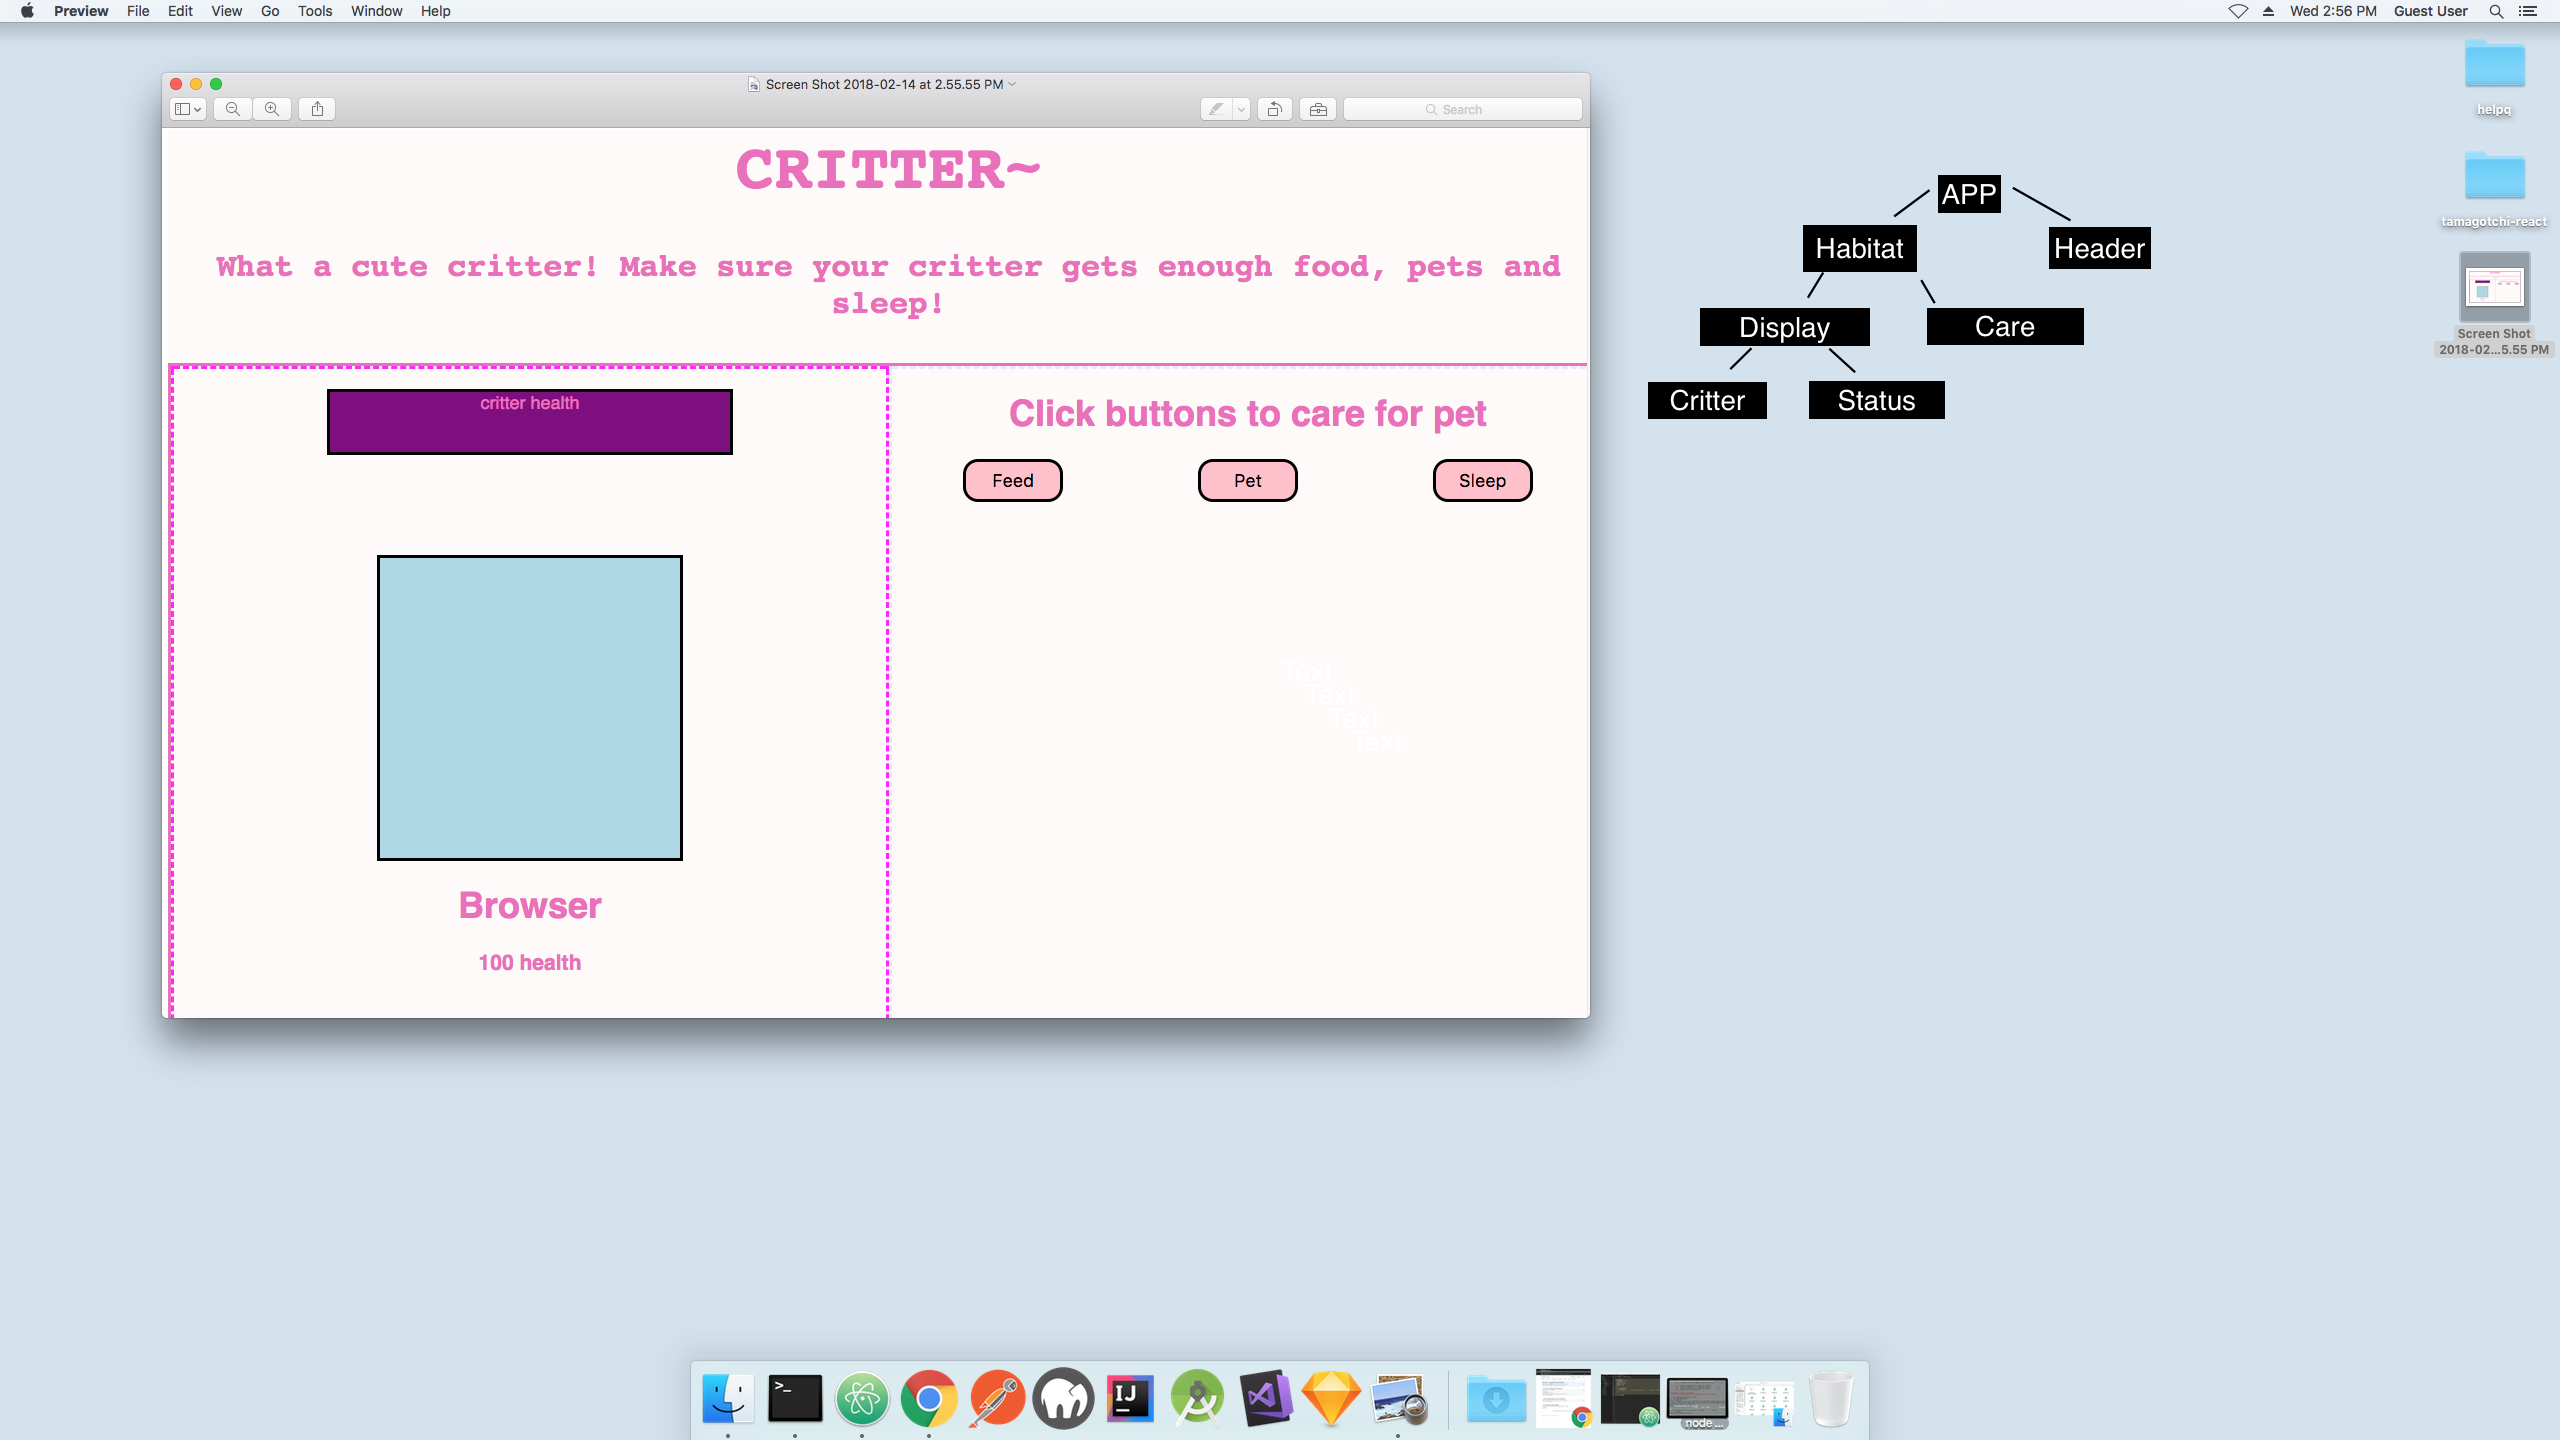 Preview File Edit View Go Tools Window Help
Wed 2:56 PM Guest User
Screen Shot 2018-02-14 at 2.55.55 PM
Search
CRITTER~
What a cute critter! Make sure your critter gets enough food, pets and
sleep!
critter health
Click buttons to care for pet
Feed Pet Sleep
Text
Text
Text
Text
Browser
100 health
APP
Habitat Header
Display Care
Critter Status
helpq
tamagotchi-react
Screen Shot
2018-02...5.55 PM
>_
IJ
node ...